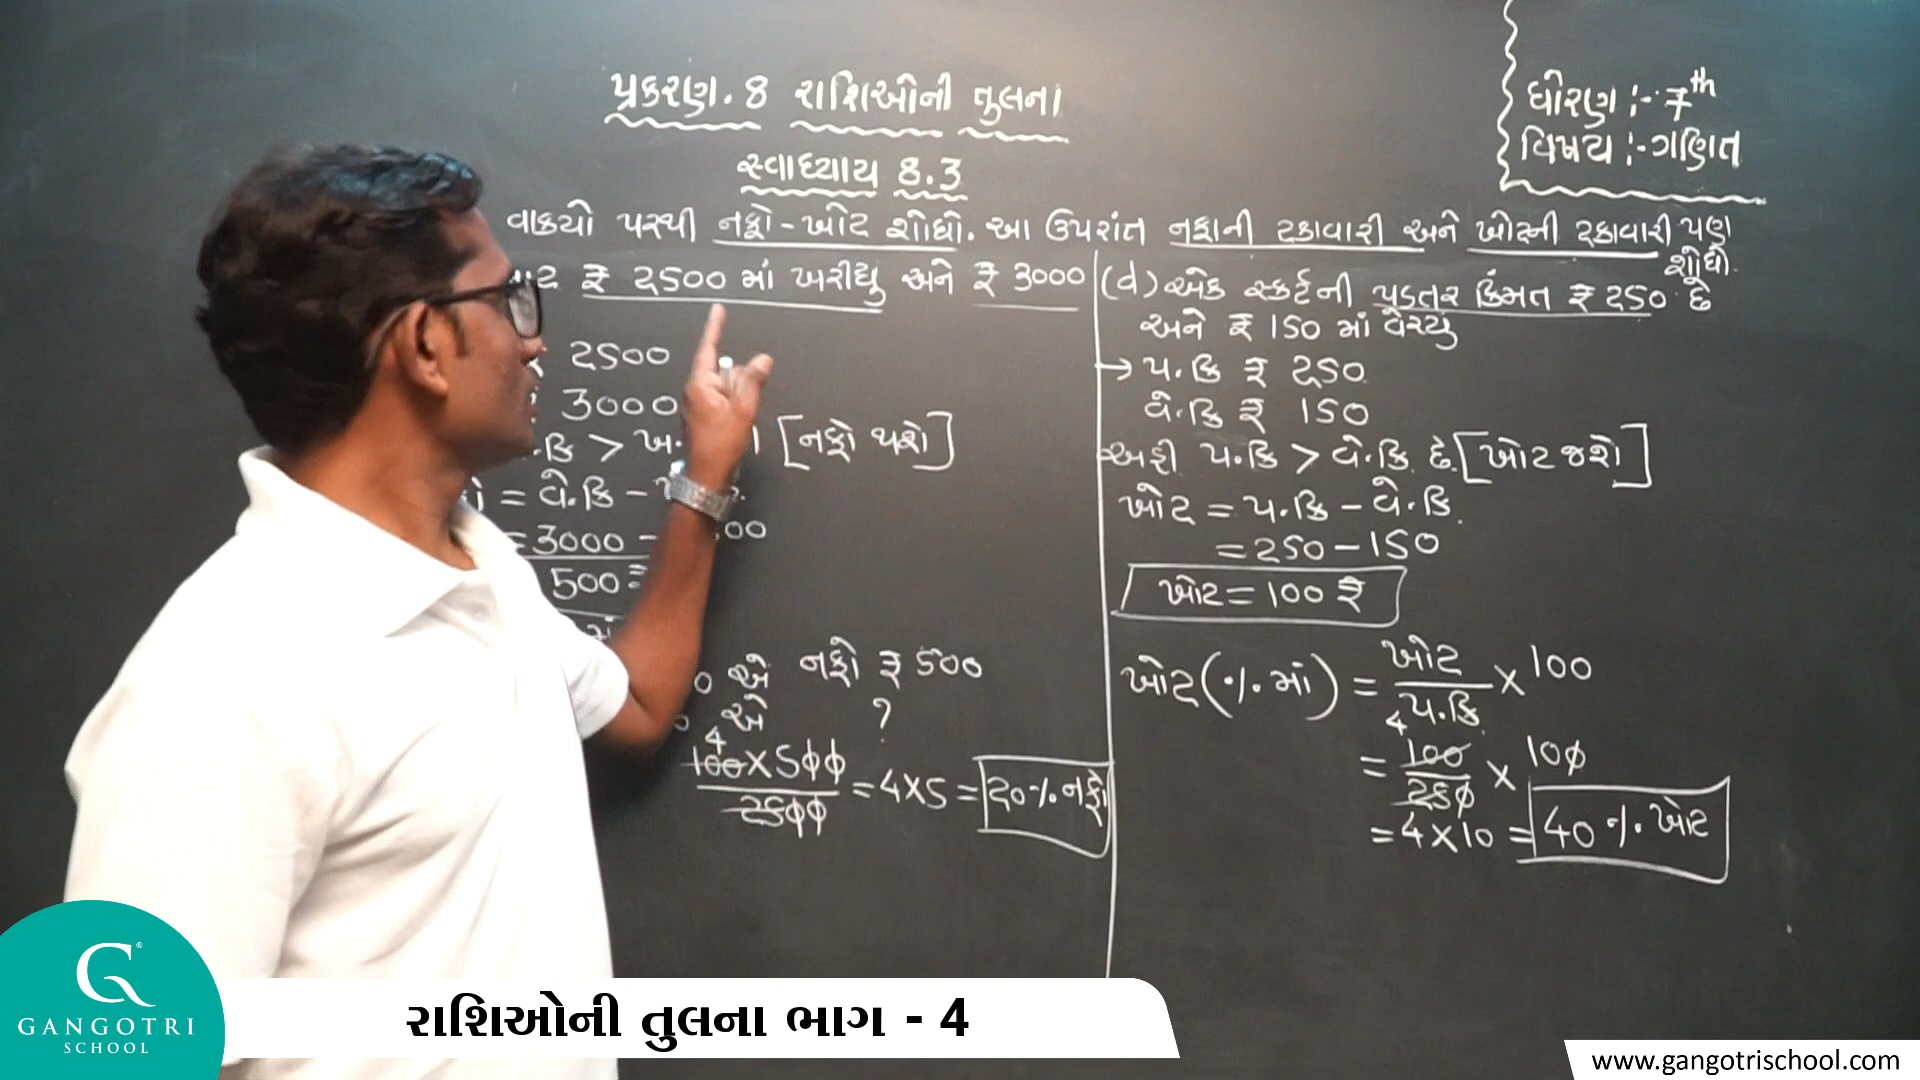 પ્રકરણ. 8 રાશિઓની તુલના
ધોરણ :- 7th
વિષય :- ગણિત
સ્વાધ્યાય 8.3
વાકયો પરથી નફો - ખોટ શોધો. આ ઉપરાંત નફાની ટકાવારી અને ખોટની ટકાવારી પણ શોધો.
₹ 2500 માં ખરીદ્યુ અને ₹ 3000
2500
3000
.કિં > ખ. [નફો થશે]
= વે.કિં -
= 3000 -
500 ₹
એ નફો ₹ 500
એ ?
4
100 × 500 / 2500 = 4 × 5 = 20 % નફો
(d) એક સ્કર્ટની પડતર કિંમત ₹ 250 છે
અને ₹ 150 માં વેચ્યુ
→ પ.કિં ₹ 250
વે.કિં ₹ 150
અહી પ.કિં > વે.કિં છે [ખોટ જશે]
ખોટ = પ.કિં - વે.કિં.
= 250 - 150
ખોટ = 100 ₹
ખોટ (% માં) = ખોટ / પ.કિં × 100
4
= 100 / 250 × 100
= 4 × 10 = 40 % ખોટ
રાશિઓની તુલના ભાગ - 4
GANGOTRI
SCHOOL
www.gangotrischool.com